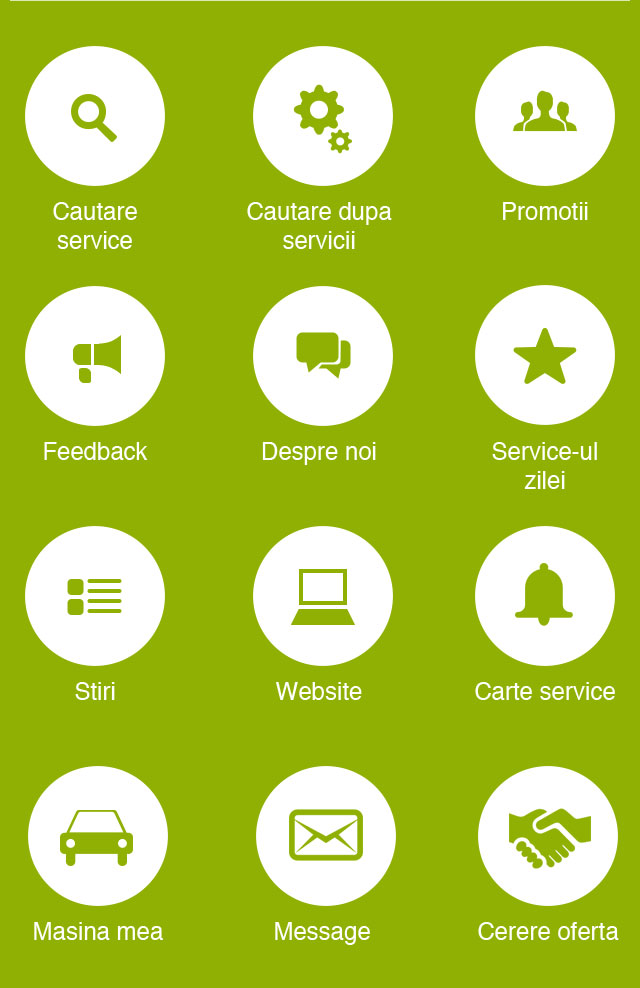 Cautare
service
Cautare dupa
servicii
Promotii
Feedback
Despre noi
Service-ul
zilei
Stiri
Website
Carte service
Masina mea
Message
Cerere oferta